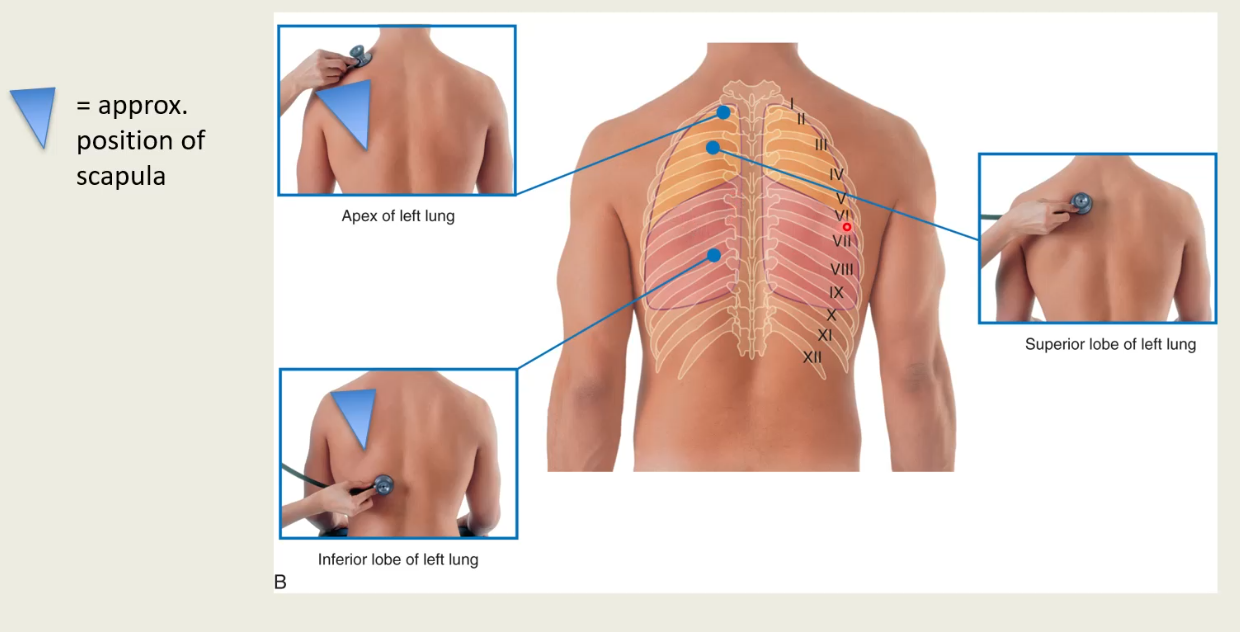 = approx.
position of
scapula
Apex of left lung
I
II
III
IV
V
VI
VII
VIII
IX
X
XI
XII
Superior lobe of left lung
Inferior lobe of left lung
B